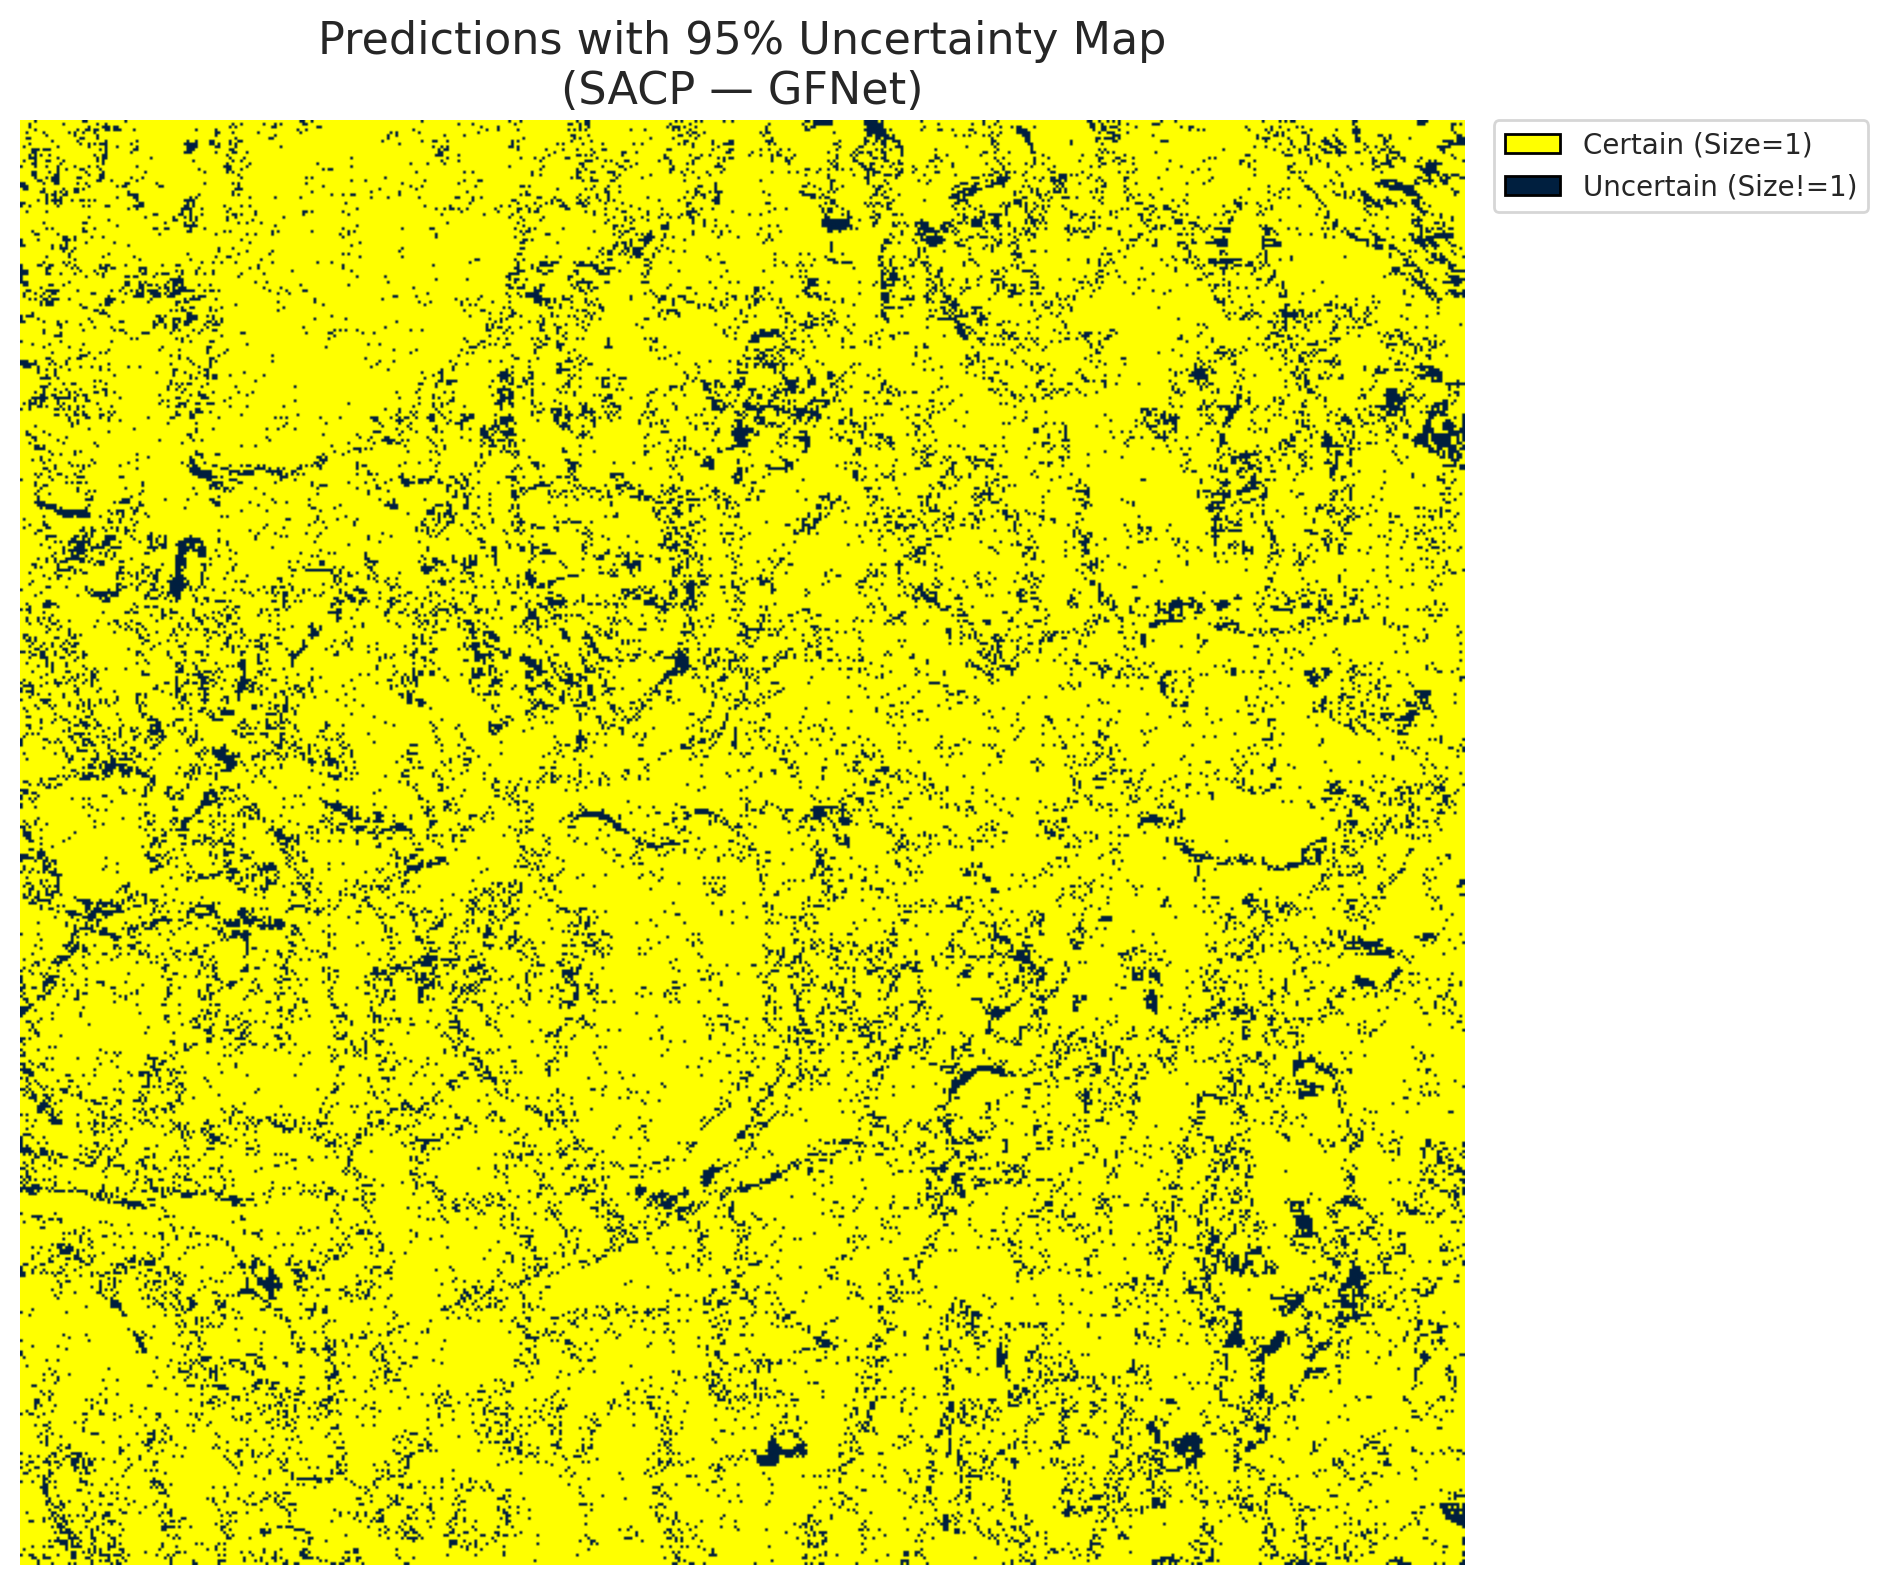 Predictions with 95% Uncertainty Map
(SACP — GFNet)
Certain (Size=1)
Uncertain (Size!=1)